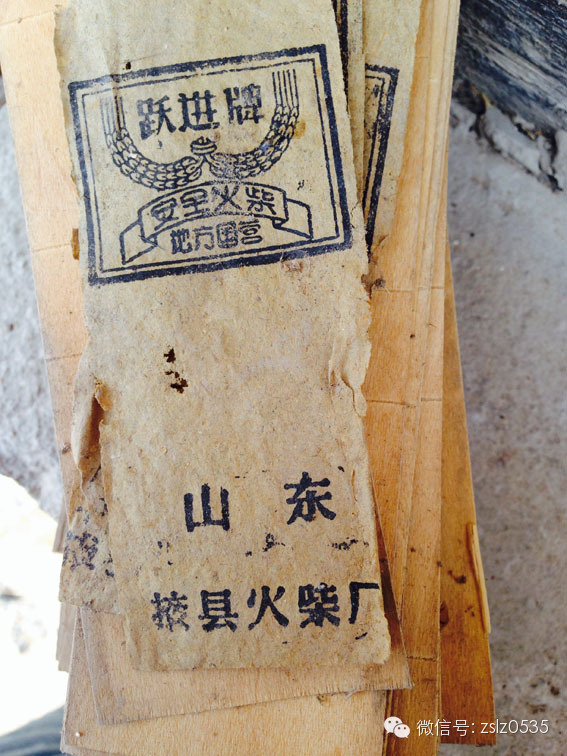 跃进牌
安全火柴
地方国营
山东
掖县火柴厂
微信号: zslz0535